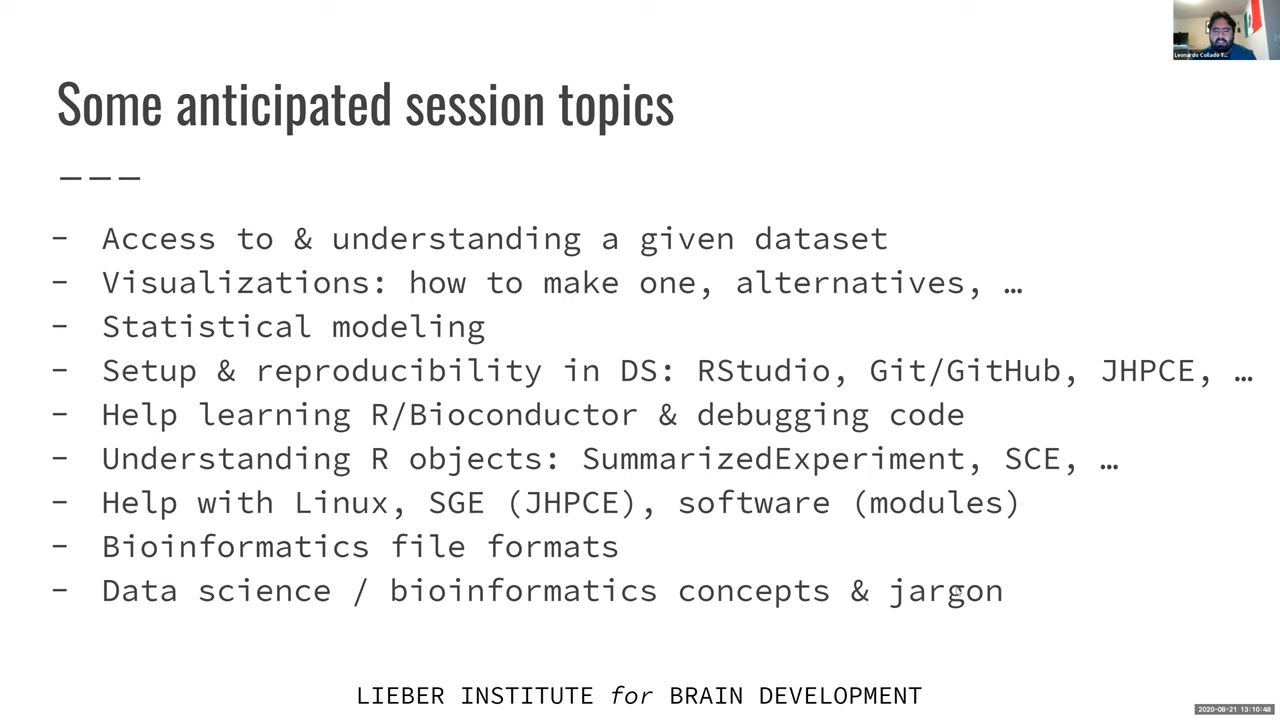 Leonardo Collado T...
Some anticipated session topics
———
- Access to & understanding a given dataset
- Visualizations: how to make one, alternatives, …
- Statistical modeling
- Setup & reproducibility in DS: RStudio, Git/GitHub, JHPCE, …
- Help learning R/Bioconductor & debugging code
- Understanding R objects: SummarizedExperiment, SCE, …
- Help with Linux, SGE (JHPCE), software (modules)
- Bioinformatics file formats
- Data science / bioinformatics concepts & jargon
LIEBER INSTITUTE for BRAIN DEVELOPMENT
2020-08-21 13:10:48